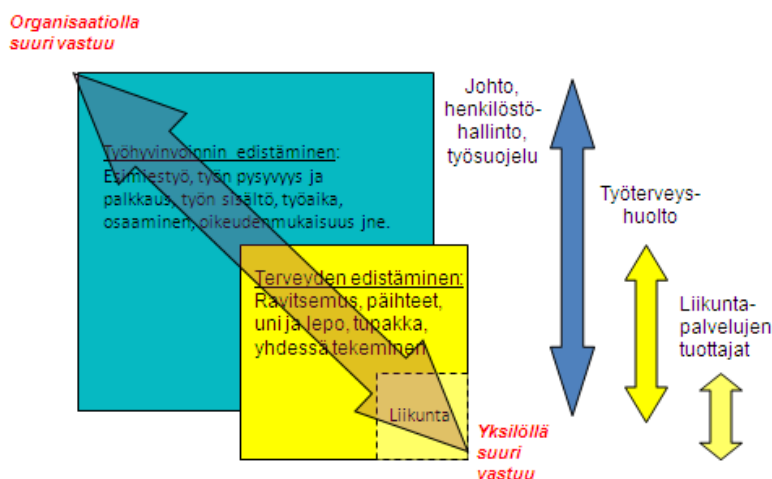 Organisaatiolla
suuri vastuu
Työhyvinvoinnin edistäminen:
Esimiestyö, työn pysyvyys ja
palkkaus, työn sisältö, työaika,
osaaminen, oikeudenmukaisuus jne.
Terveyden edistäminen:
Ravitsemus, päihteet,
uni ja lepo, tupakka,
yhdessä tekeminen
Liikunta
Yksilöllä
suuri
vastuu
Johto,
henkilöstö-
hallinto,
työsuojelu
Työterveys-
huolto
Liikunta-
palvelujen
tuottajat